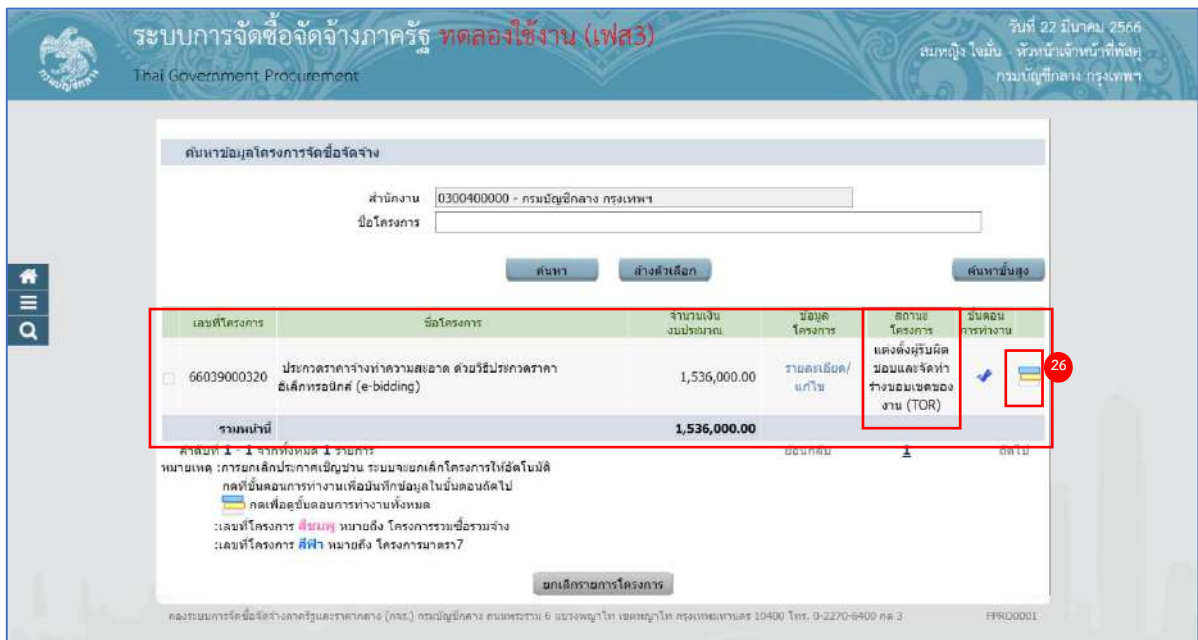 ระบบการจัดซื้อจัดจ้างภาครัฐ ทดลองใช้งาน (เฟส3)
Thai Government Procurement
วันที่ 22 มีนาคม 2566
สมหญิง ใจมั่น - หัวหน้าเจ้าหน้าที่พัสดุ
กรมบัญชีกลาง กรุงเทพฯ
ค้นหาข้อมูลโครงการจัดซื้อจัดจ้าง
สำนักงาน 0300400000 - กรมบัญชีกลาง กรุงเทพฯ
ชื่อโครงการ
ค้นหา ล้างตัวเลือก ค้นหาขั้นสูง
เลขที่โครงการ ชื่อโครงการ จำนวนเงิน ข้อมูล สถานะ ขั้นตอน
งบประมาณ โครงการ โครงการ การทำงาน
66039000320 ประกวดราคาจ้างทำความสะอาด ด้วยวิธีประกวดราคา
อิเล็กทรอนิกส์ (e-bidding)
1,536,000.00
รายละเอียด/
แก้ไข
แต่งตั้งผู้รับผิด
ชอบและจัดทำ
ร่างขอบเขตของ
งาน (TOR)
26
รวมหน้านี้ 1,536,000.00
ลำดับที่ 1 - 1 จากทั้งหมด 1 รายการ ย้อนกลับ 1 ถัดไป
หมายเหตุ :การยกเลิกประกาศเชิญชวน ระบบจะยกเลิกโครงการให้อัตโนมัติ
กดที่ขั้นตอนการทำงานเพื่อบันทึกข้อมูลในขั้นตอนถัดไป
กดเพื่อดูขั้นตอนการทำงานทั้งหมด
:เลขที่โครงการ สีชมพู หมายถึง โครงการรวมซื้อรวมจ้าง
:เลขที่โครงการ สีฟ้า หมายถึง โครงการมาตรา7
ยกเลิกรายการโครงการ
กองระบบการจัดซื้อจัดจ้างภาครัฐและราคากลาง (กจร.) กรมบัญชีกลาง ถนนพระราม 6 แขวงพญาไท เขตพญาไท กรุงเทพมหานคร 10400 โทร. 0-2270-6400 กด 3 FPRO0001